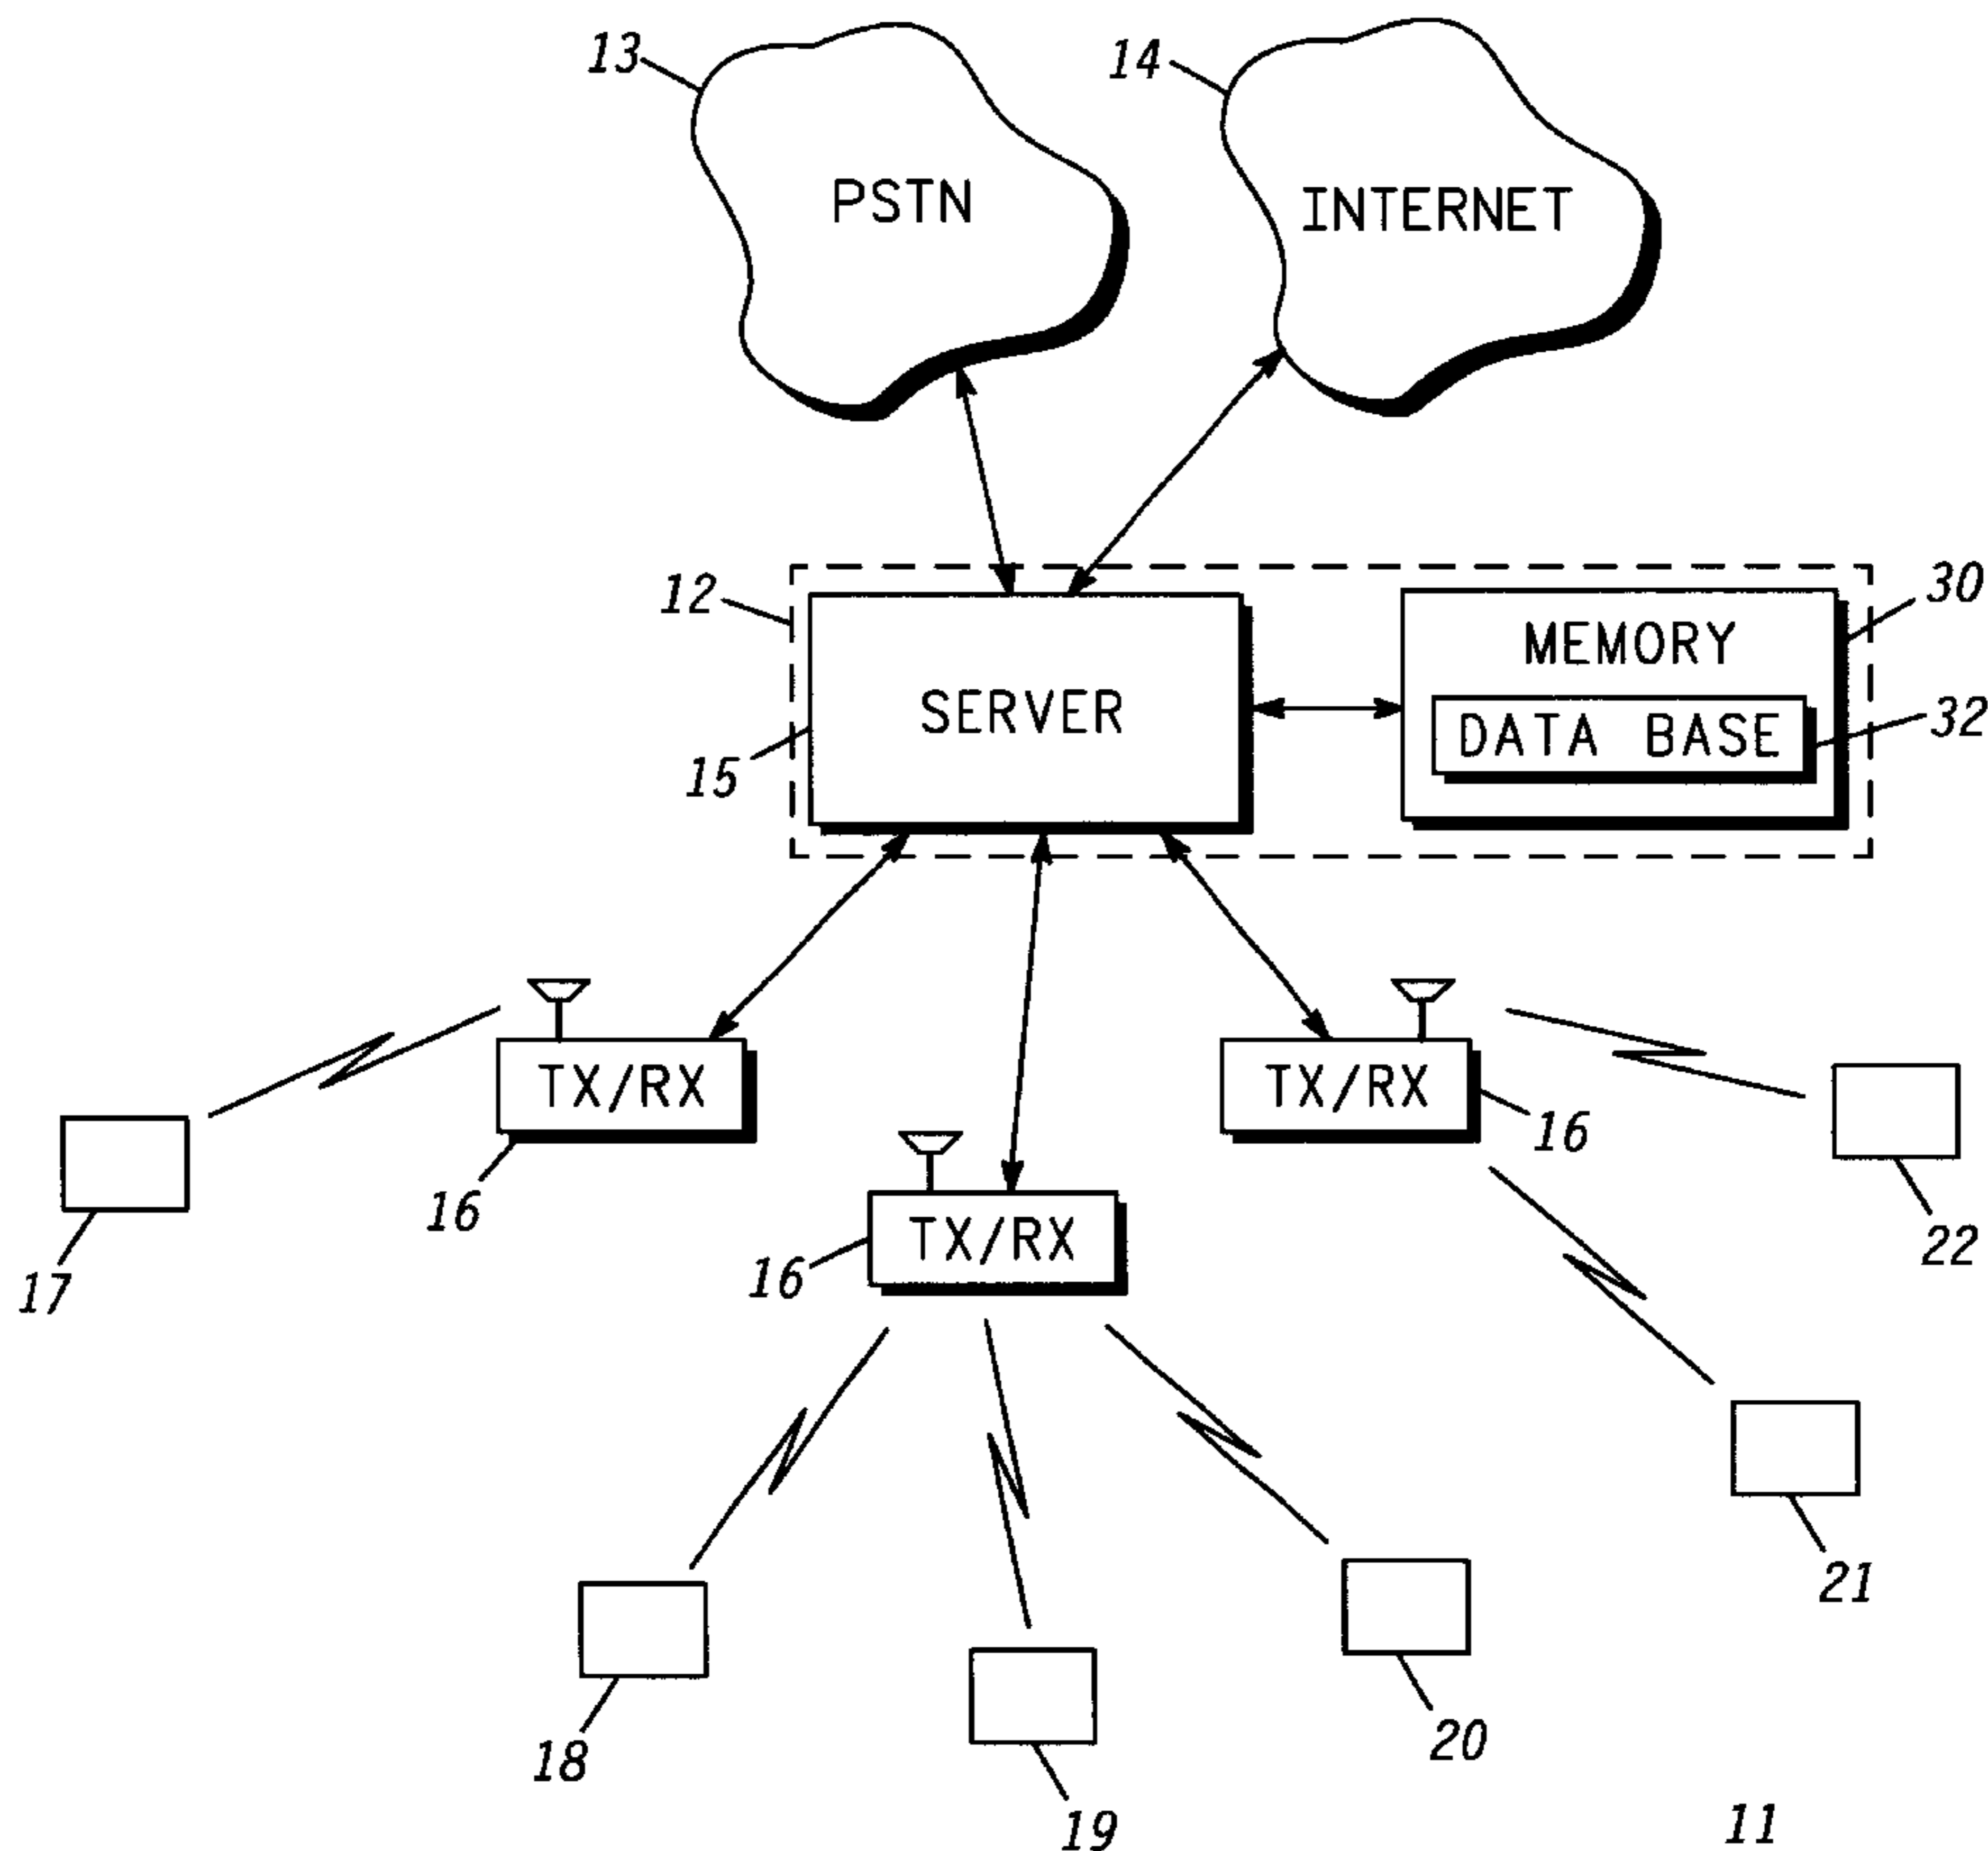 13
14
PSTN
INTERNET
12
30
MEMORY
SERVER
DATA BASE
32
15
TX/RX
TX/RX
16
16
TX/RX
16
22
17
21
18
20
19
11